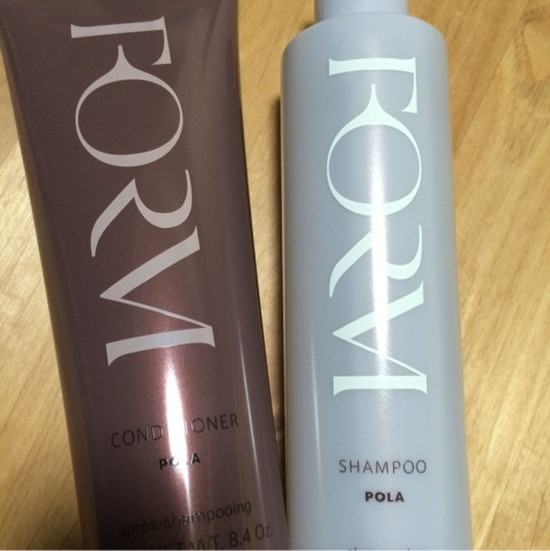 FORM
CONDITIONER
POLA
après-shampooing
WT. 8.4 Oz
FORM
SHAMPOO
POLA